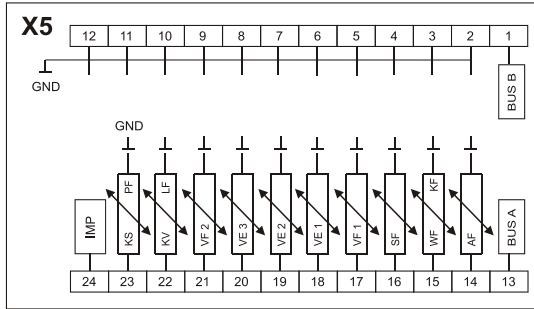 X5
12 11 10 9 8 7 6 5 4 3 2 1
GND
BUS B
GND
PF LF KF
IMP KS KV VF 2 VE 3 VE 2 VE 1 VF 1 SF WF AF BUS A
24 23 22 21 20 19 18 17 16 15 14 13